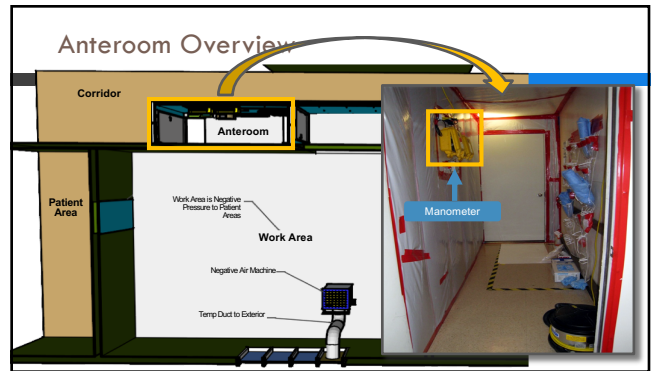 Anteroom Overview
Corridor
Anteroom
Patient
Area
Work Area is Negative
Pressure to Patient
Areas
Work Area
Negative Air Machine
Temp Duct to Exterior
Manometer